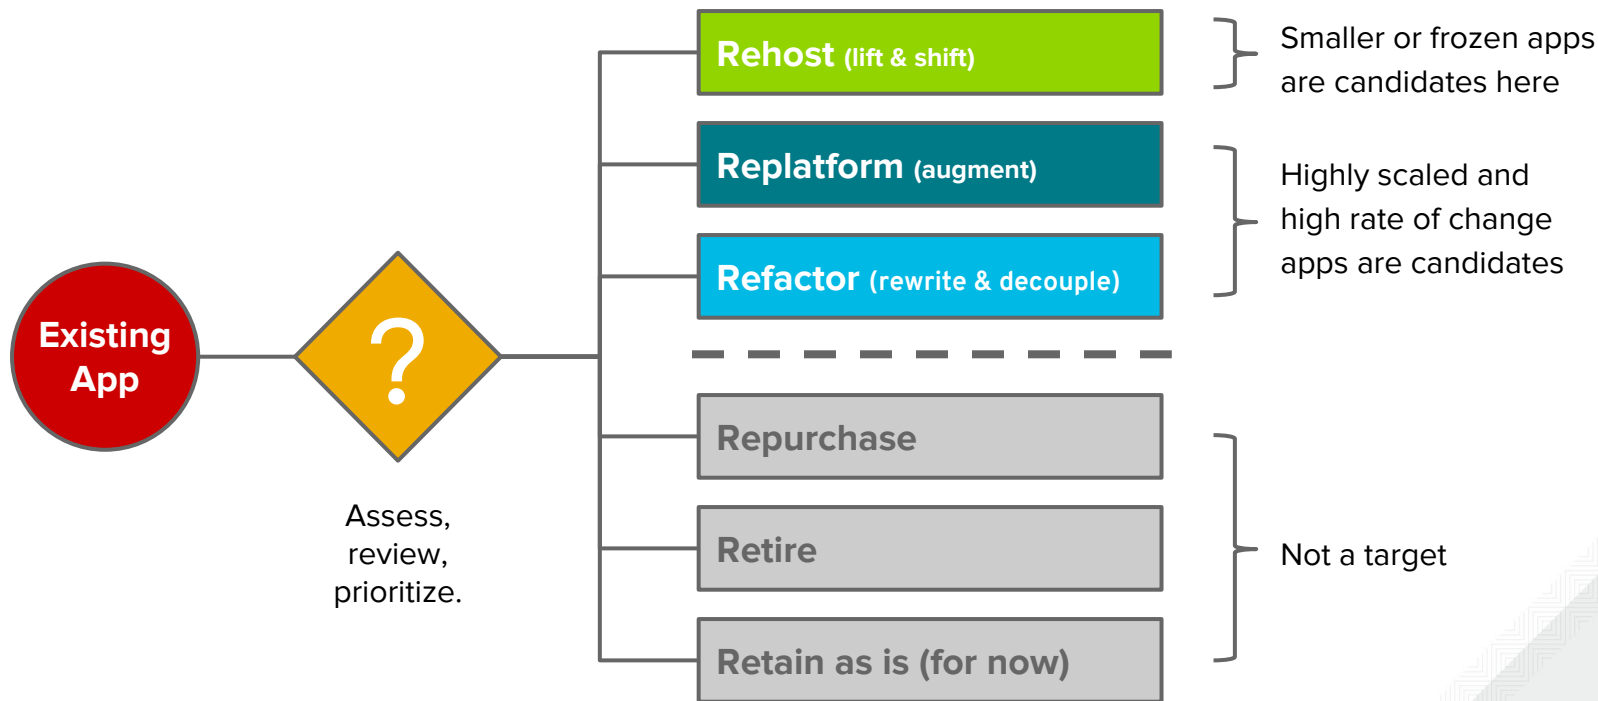 Existing
App
?
Assess,
review,
prioritize.
Rehost (lift & shift)
Replatform (augment)
Refactor (rewrite & decouple)
Repurchase
Retire
Retain as is (for now)
Smaller or frozen apps
are candidates here
Highly scaled and
high rate of change
apps are candidates
Not a target